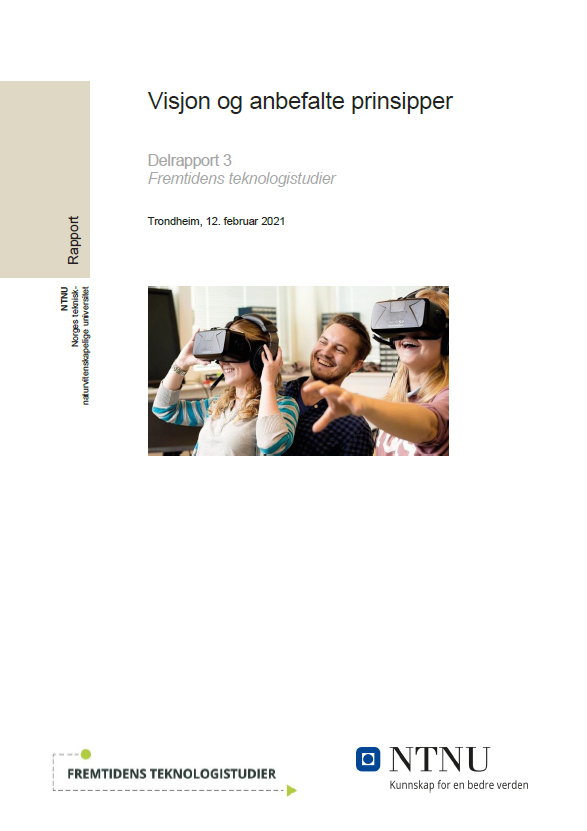 Visjon og anbefalte prinsipper
Delrapport 3
Fremtidens teknologistudier
Trondheim, 12. februar 2021
Rapport
NTNU
Norges teknisk-
naturvitenskapelige universitet
FREMTIDENS TEKNOLOGISTUDIER
NTNU
Kunnskap for en bedre verden